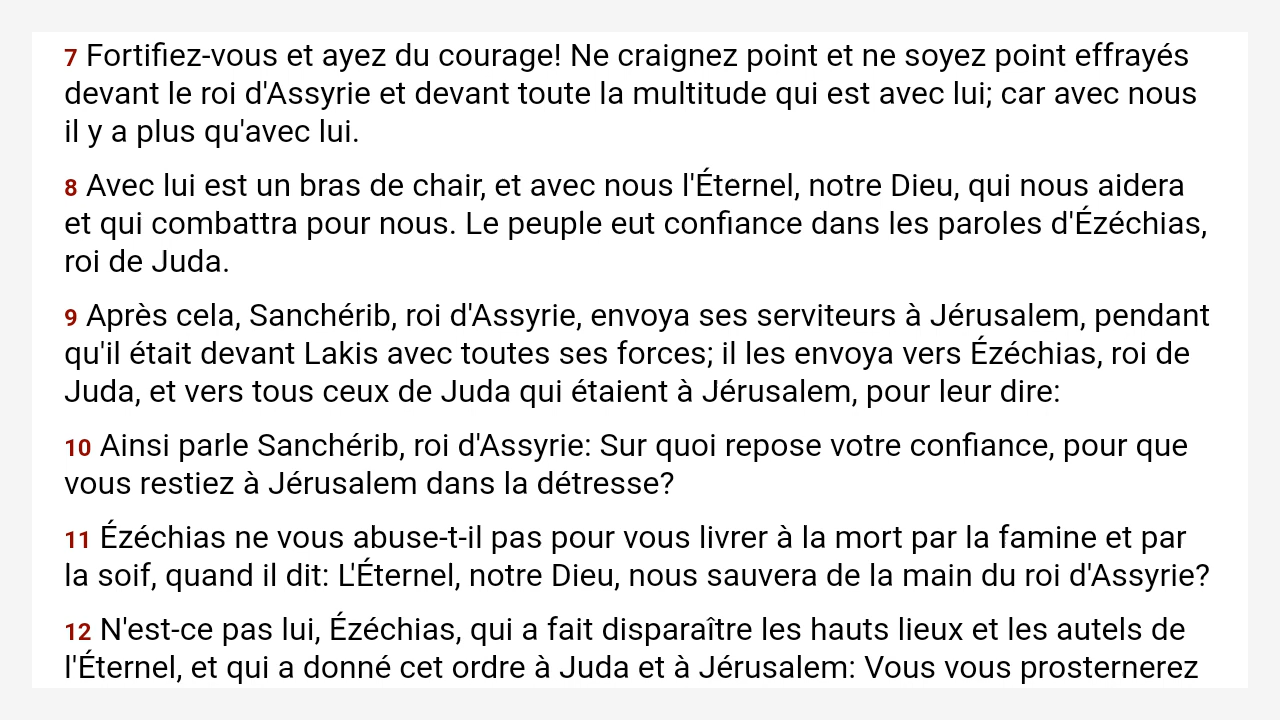 7 Fortifiez-vous et ayez du courage! Ne craignez point et ne soyez point effrayés
devant le roi d'Assyrie et devant toute la multitude qui est avec lui; car avec nous
il y a plus qu'avec lui.
8 Avec lui est un bras de chair, et avec nous l'Éternel, notre Dieu, qui nous aidera
et qui combattra pour nous. Le peuple eut confiance dans les paroles d'Ézéchias,
roi de Juda.
9 Après cela, Sanchérib, roi d'Assyrie, envoya ses serviteurs à Jérusalem, pendant
qu'il était devant Lakis avec toutes ses forces; il les envoya vers Ézéchias, roi de
Juda, et vers tous ceux de Juda qui étaient à Jérusalem, pour leur dire:
10 Ainsi parle Sanchérib, roi d'Assyrie: Sur quoi repose votre confiance, pour que
vous restiez à Jérusalem dans la détresse?
11 Ézéchias ne vous abuse-t-il pas pour vous livrer à la mort par la famine et par
la soif, quand il dit: L'Éternel, notre Dieu, nous sauvera de la main du roi d'Assyrie?
12 N'est-ce pas lui, Ézéchias, qui a fait disparaître les hauts lieux et les autels de
l'Éternel, et qui a donné cet ordre à Juda et à Jérusalem: Vous vous prosternerez